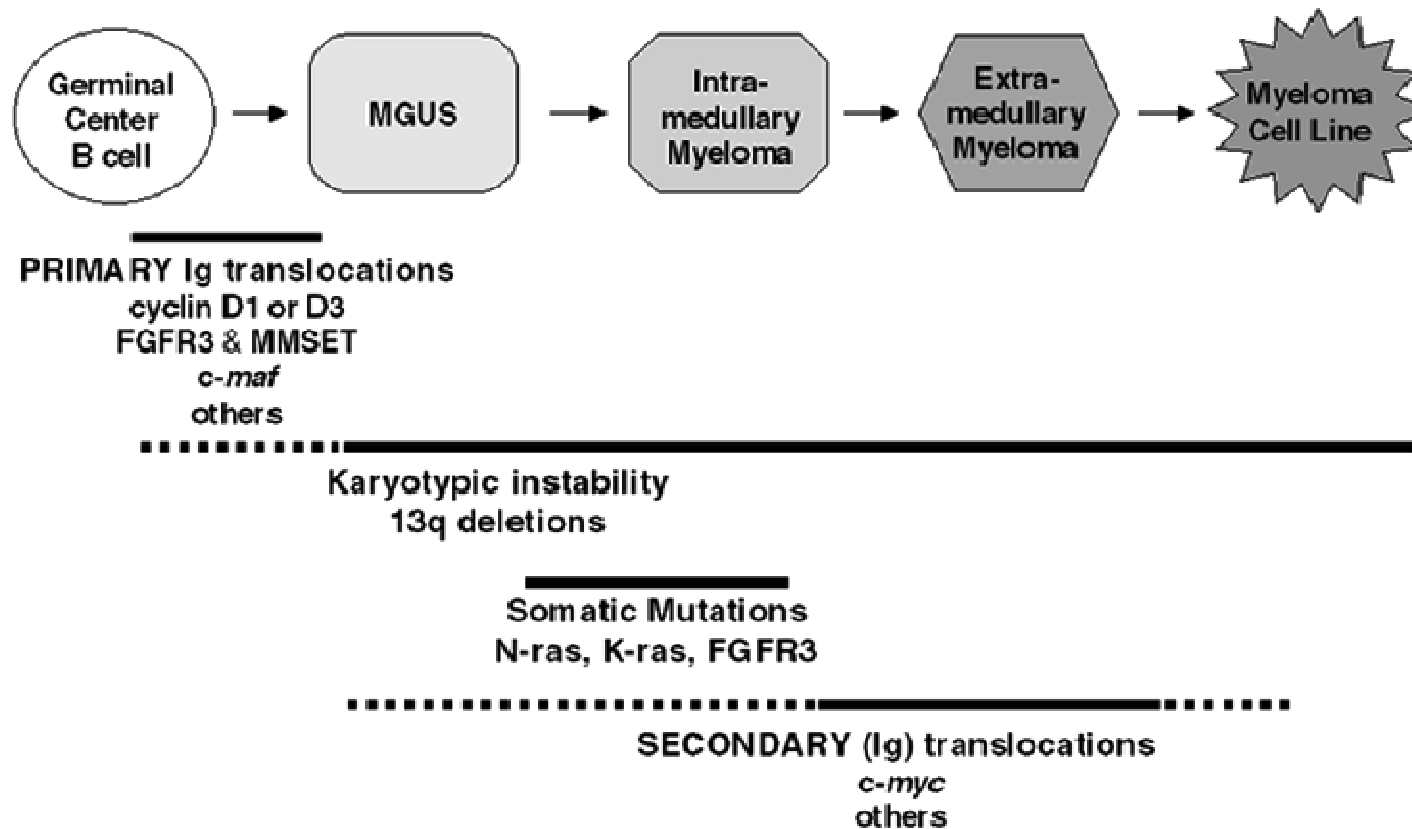 Germinal
Center
B cell
MGUS
Intra-
medullary
Myeloma
Extra-
medullary
Myeloma
Myeloma
Cell Line
PRIMARY Ig translocations
cyclin D1 or D3
FGFR3 & MMSET
c-maf
others
Karyotypic instability
13q deletions
Somatic Mutations
N-ras, K-ras, FGFR3
SECONDARY (Ig) translocations
c-myc
others